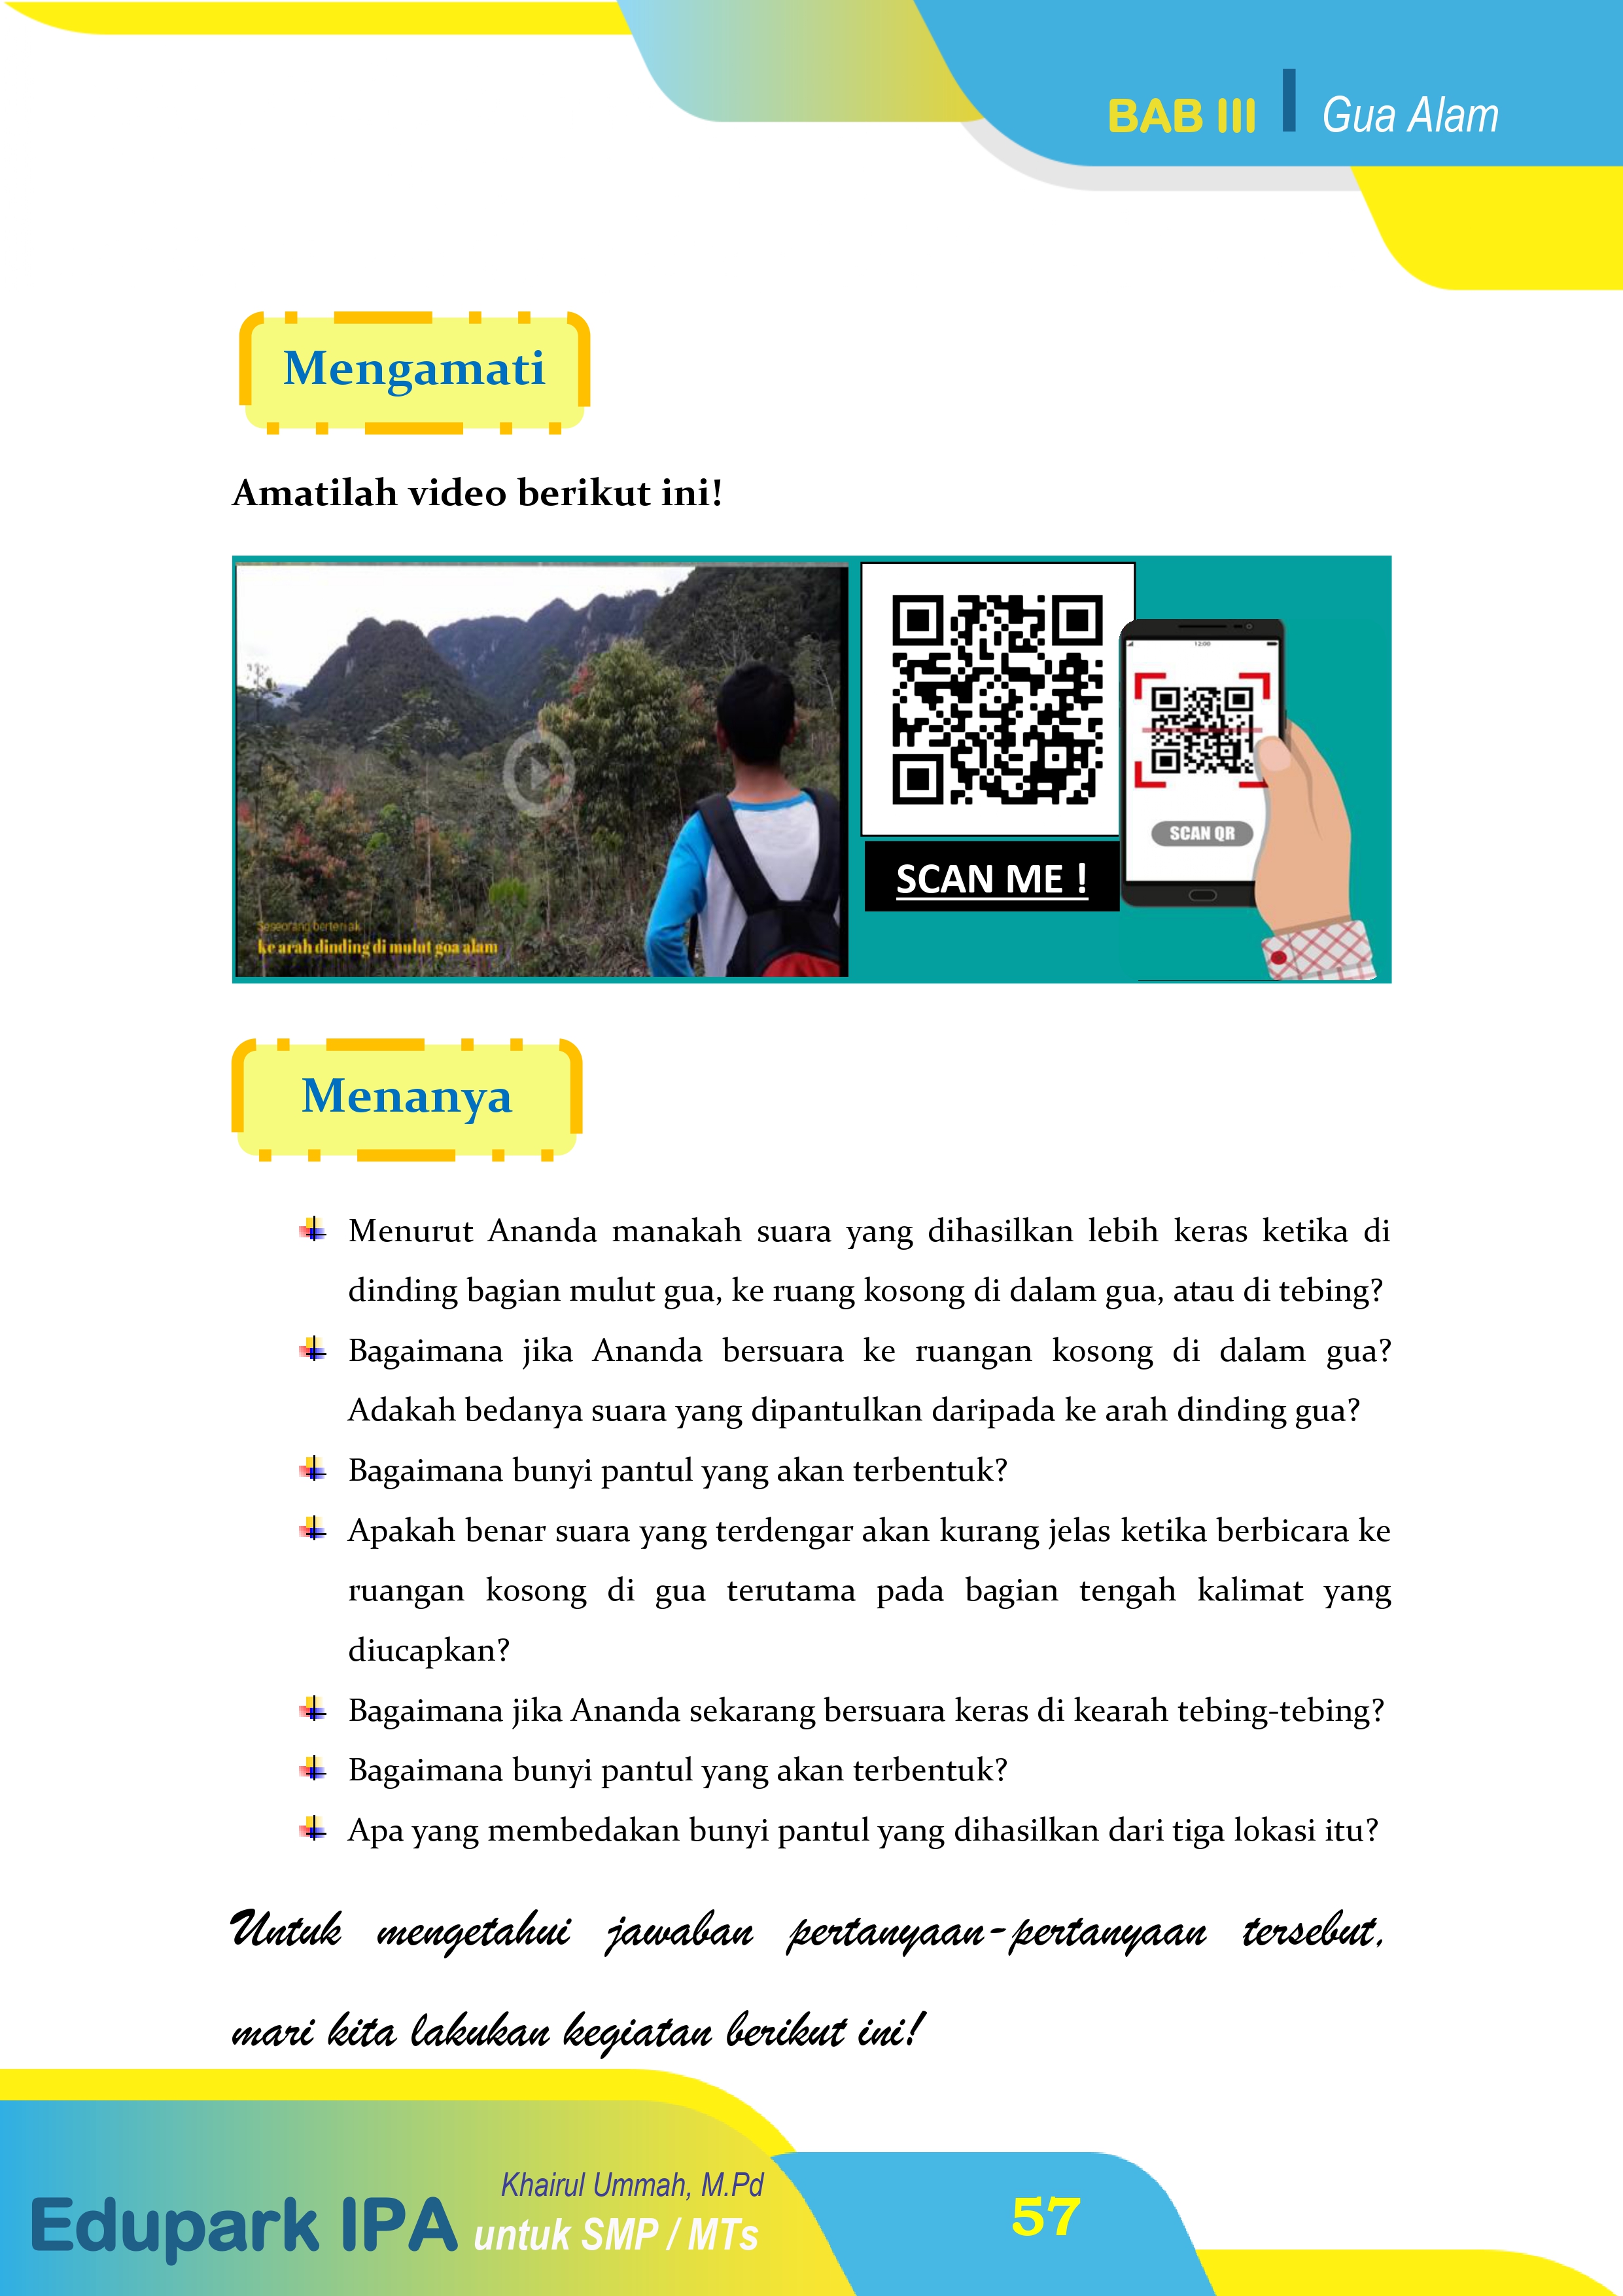 BAB III
Gua Alam
Mengamati
Amatilah video berikut ini!
Seseorang berteriak
ke arah dinding di mulut goa alam
12:00
SCAN QR
SCAN ME !
Menanya
Menurut Ananda manakah suara yang dihasilkan lebih keras ketika di
dinding bagian mulut gua, ke ruang kosong di dalam gua, atau di tebing?
Bagaimana jika Ananda bersuara ke ruangan kosong di dalam gua?
Adakah bedanya suara yang dipantulkan daripada ke arah dinding gua?
Bagaimana bunyi pantul yang akan terbentuk?
Apakah benar suara yang terdengar akan kurang jelas ketika berbicara ke
ruangan kosong di gua terutama pada bagian tengah kalimat yang
diucapkan?
Bagaimana jika Ananda sekarang bersuara keras di kearah tebing-tebing?
Bagaimana bunyi pantul yang akan terbentuk?
Apa yang membedakan bunyi pantul yang dihasilkan dari tiga lokasi itu?
Untuk mengetahui jawaban pertanyaan-pertanyaan tersebut,
mari kita lakukan kegiatan berikut ini!
Khairul Ummah, M.Pd
Edupark IPA untuk SMP / MTs
57